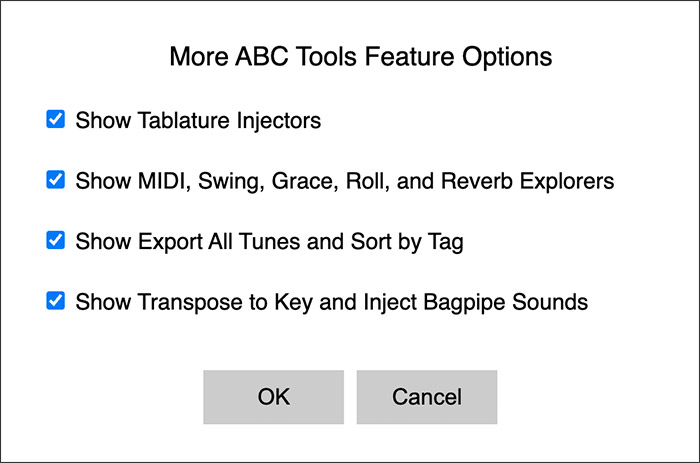 More ABC Tools Feature Options
Show Tablature Injectors
Show MIDI, Swing, Grace, Roll, and Reverb Explorers
Show Export All Tunes and Sort by Tag
Show Transpose to Key and Inject Bagpipe Sounds
OK
Cancel